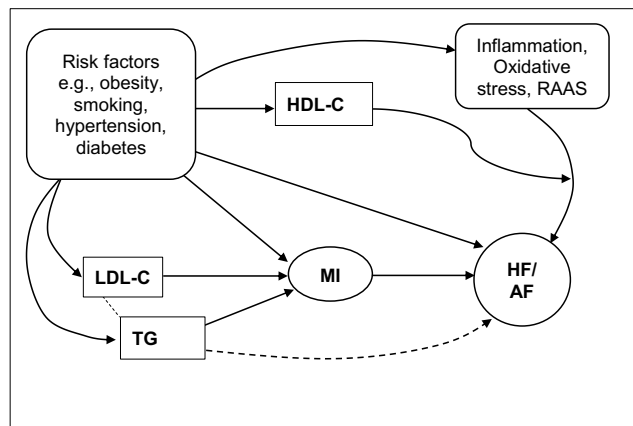 Risk factors
e.g., obesity,
smoking,
hypertension,
diabetes
Inflammation,
Oxidative
stress, RAAS
HDL-C
LDL-C
MI
HF/
AF
TG